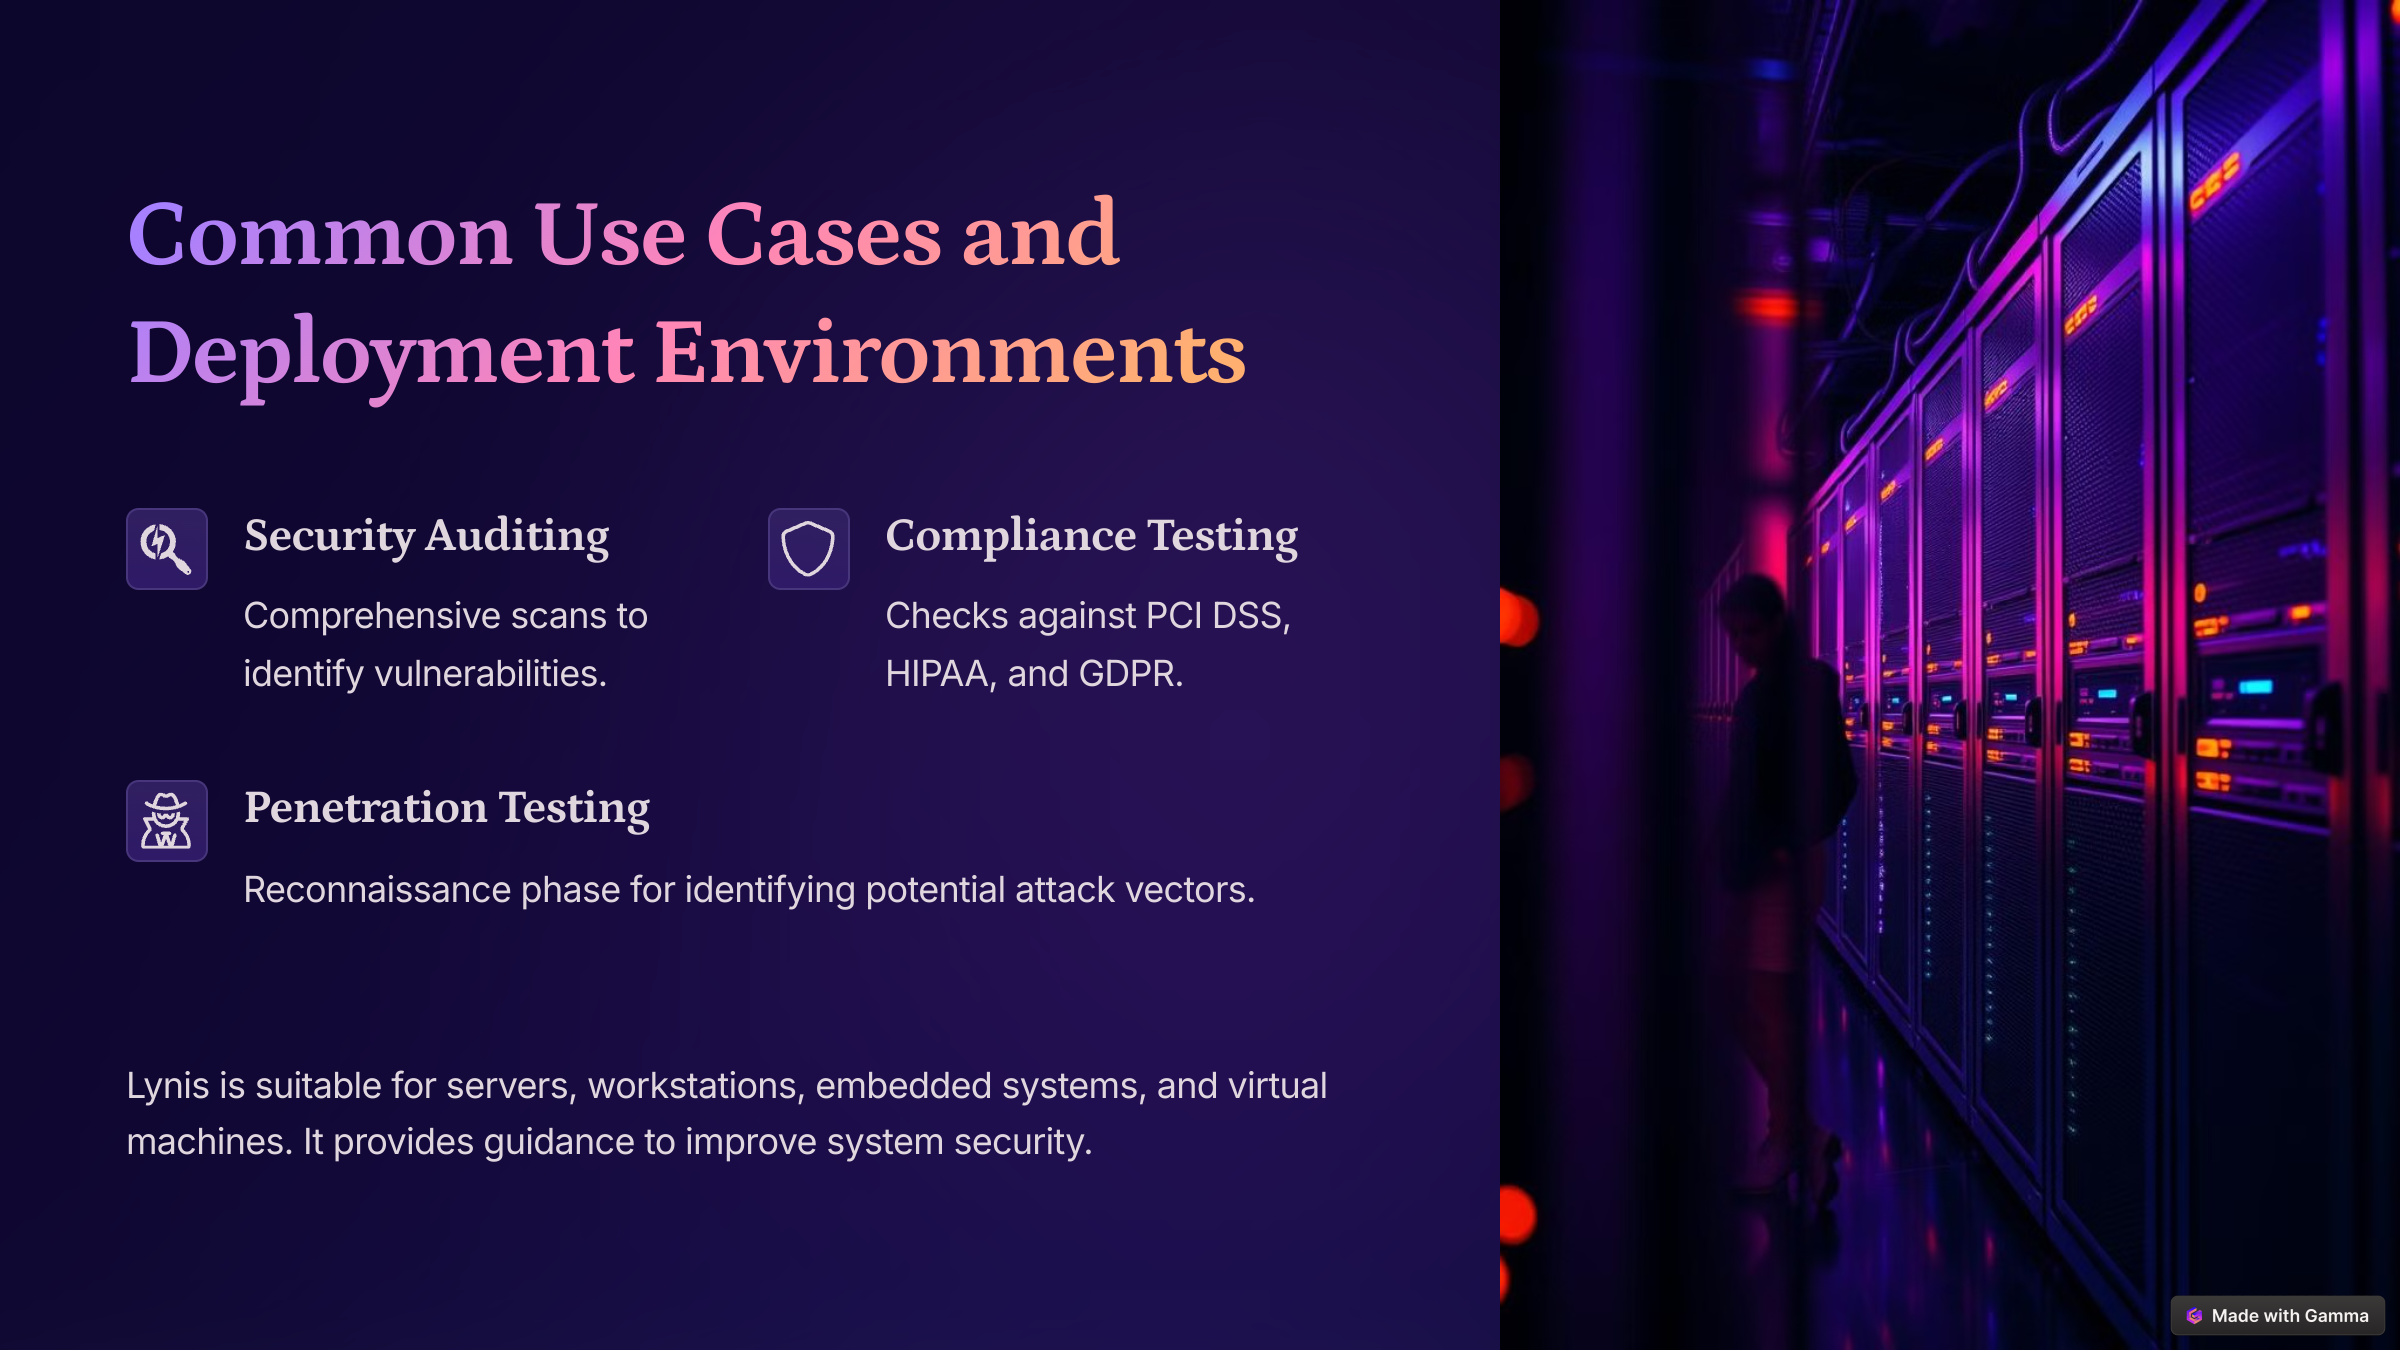 Common Use Cases and
Deployment Environments
Security Auditing
Comprehensive scans to
identify vulnerabilities.
Compliance Testing
Checks against PCI DSS,
HIPAA, and GDPR.
Penetration Testing
Reconnaissance phase for identifying potential attack vectors.
Lynis is suitable for servers, workstations, embedded systems, and virtual
machines. It provides guidance to improve system security.
Made with Gamma